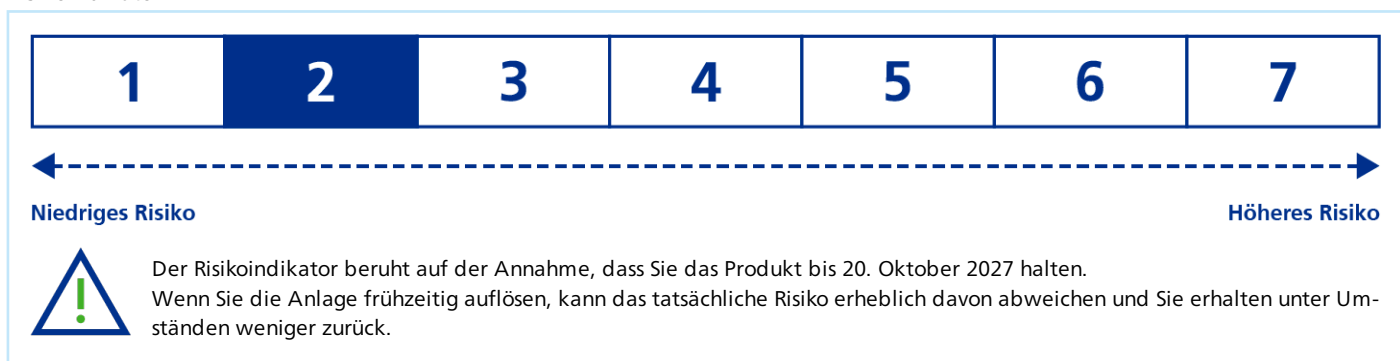 1 2 3 4 5 6 7
Niedriges Risiko Höheres Risiko
Der Risikoindikator beruht auf der Annahme, dass Sie das Produkt bis 20. Oktober 2027 halten.
Wenn Sie die Anlage frühzeitig auflösen, kann das tatsächliche Risiko erheblich davon abweichen und Sie erhalten unter Um-
ständen weniger zurück.